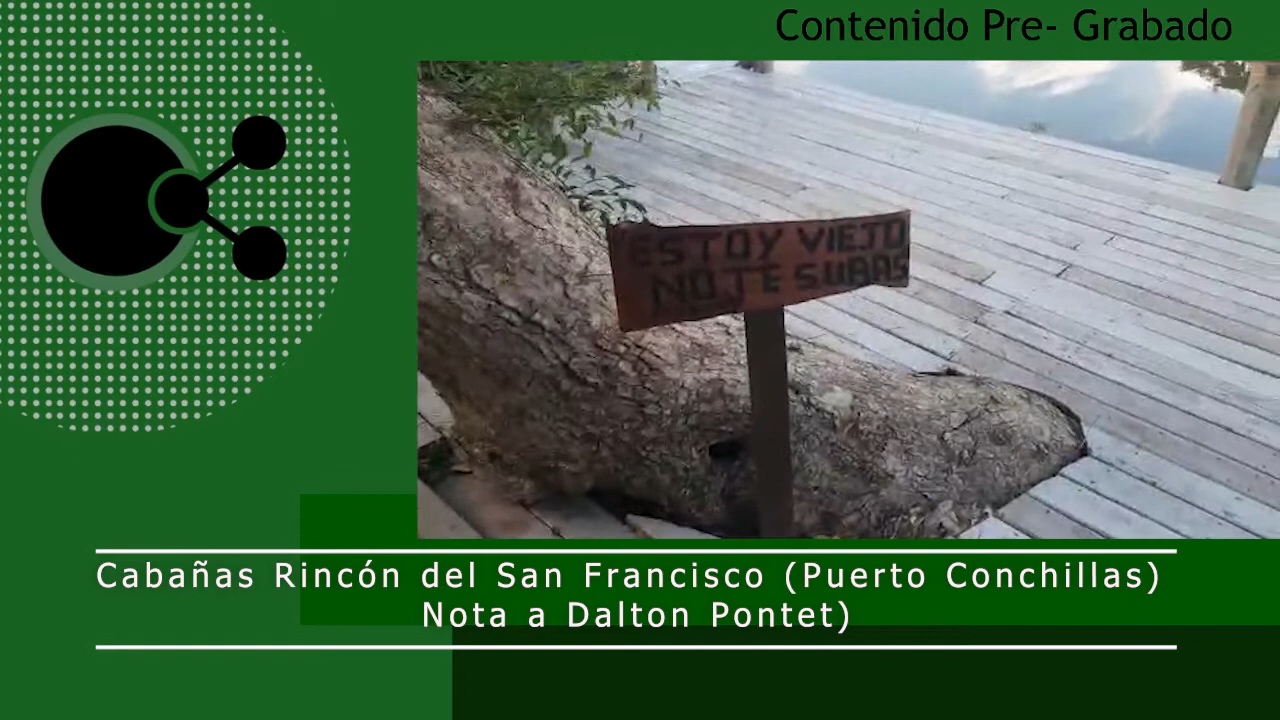 Contenido Pre- Grabado
ESTOY VIEJO
NO TE SUBAS
Cabañas Rincón del San Francisco (Puerto Conchillas)
Nota a Dalton Pontet)